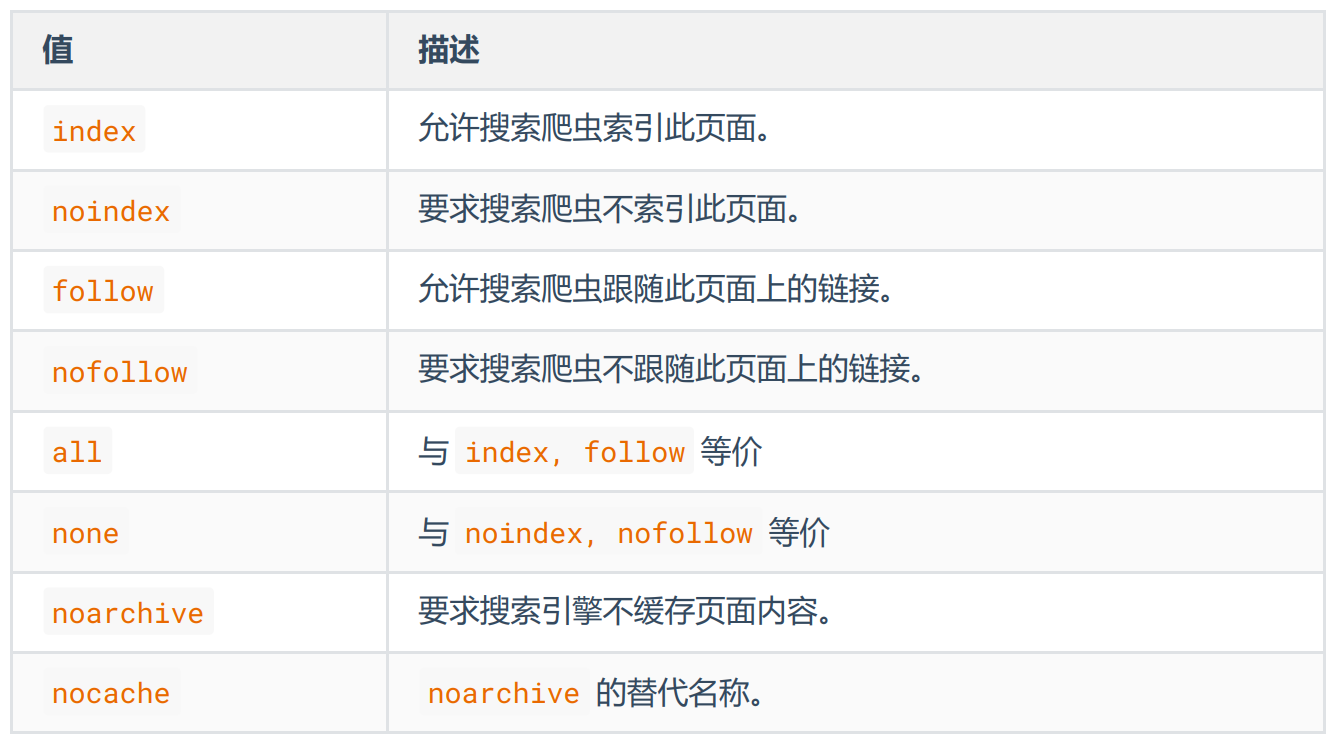 值 描述
index 允许搜索爬虫索引此页面。
noindex 要求搜索爬虫不索引此页面。
follow 允许搜索爬虫跟随此页面上的链接。
nofollow 要求搜索爬虫不跟随此页面上的链接。
all 与 index, follow 等价
none 与 noindex, nofollow 等价
noarchive 要求搜索引擎不缓存页面内容。
nocache noarchive 的替代名称。